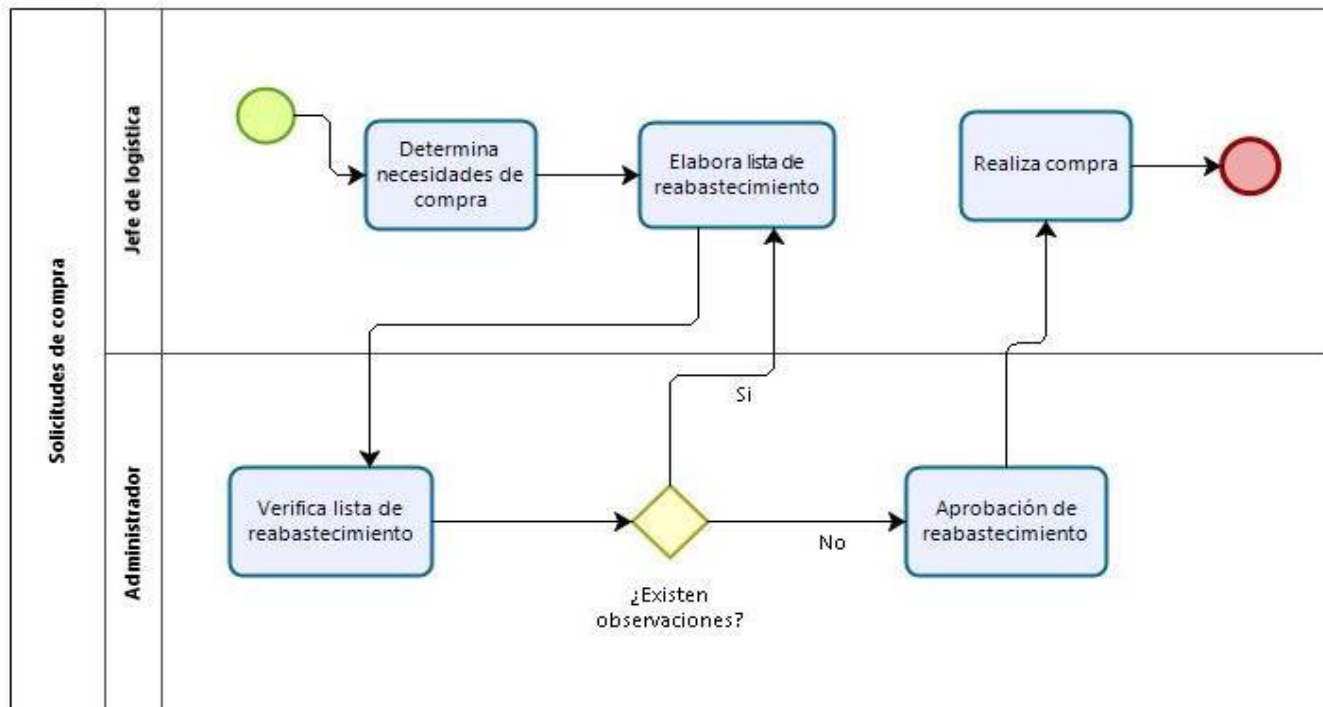 Solicitudes de compra
Jefe de logística
Determina
necesidades de
compra
Elabora lista de
reabastecimiento
Realiza compra
Administrador
Verifica lista de
reabastecimiento
¿Existen
observaciones?
Si
No
Aprobación de
reabastecimiento